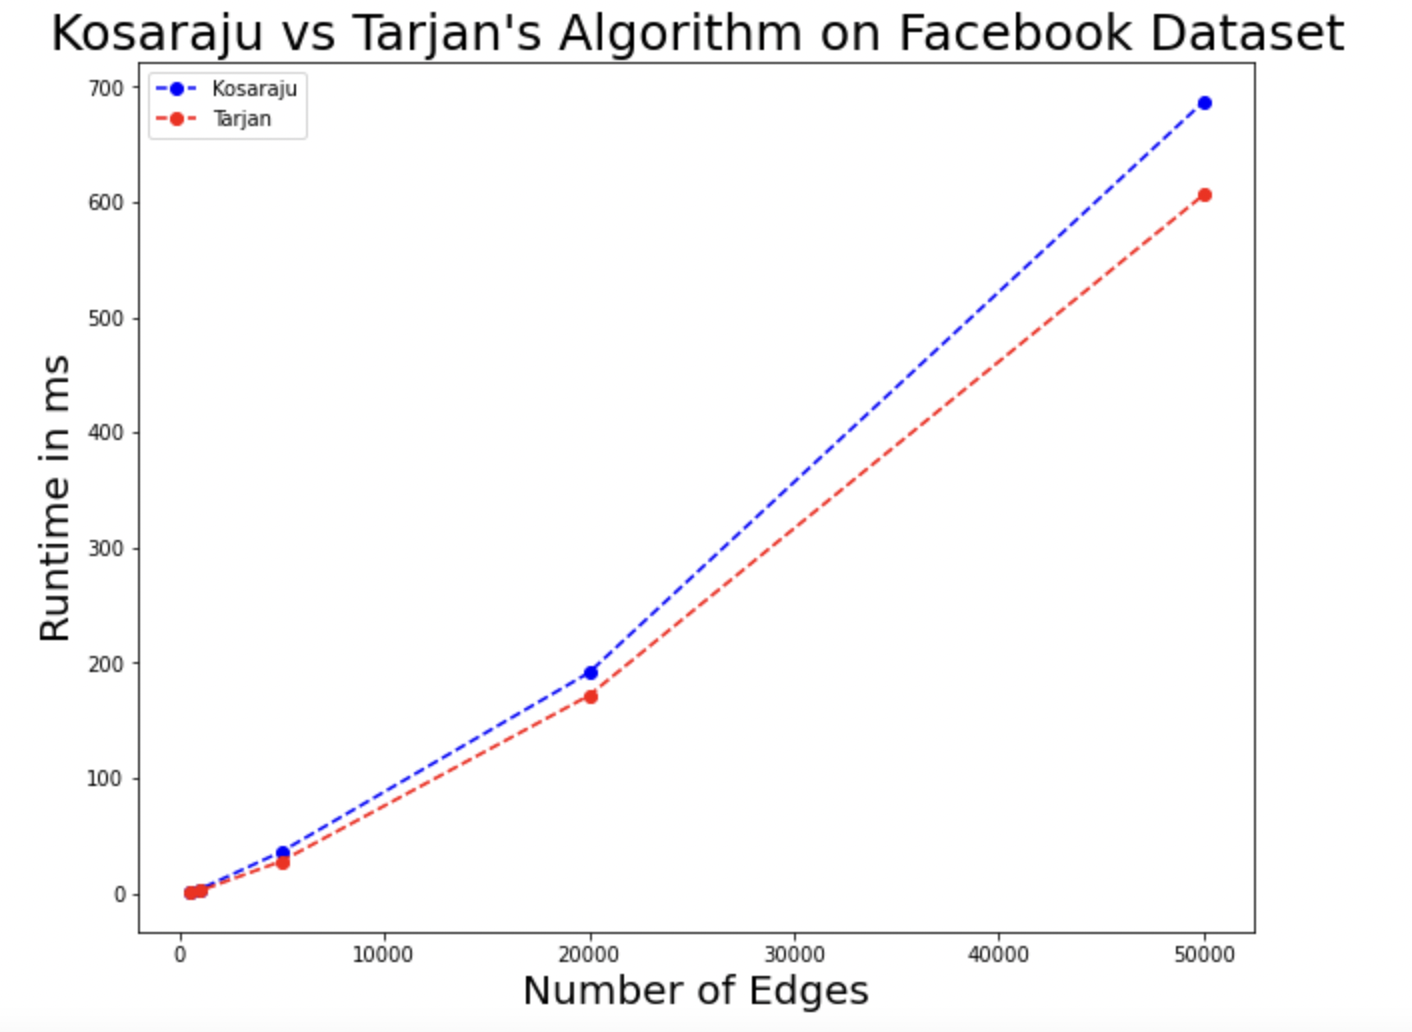 Kosaraju vs Tarjan's Algorithm on Facebook Dataset
Kosaraju
Tarjan
700
600
500
400
300
200
100
0
Runtime in ms
0 10000 20000 30000 40000 50000
Number of Edges